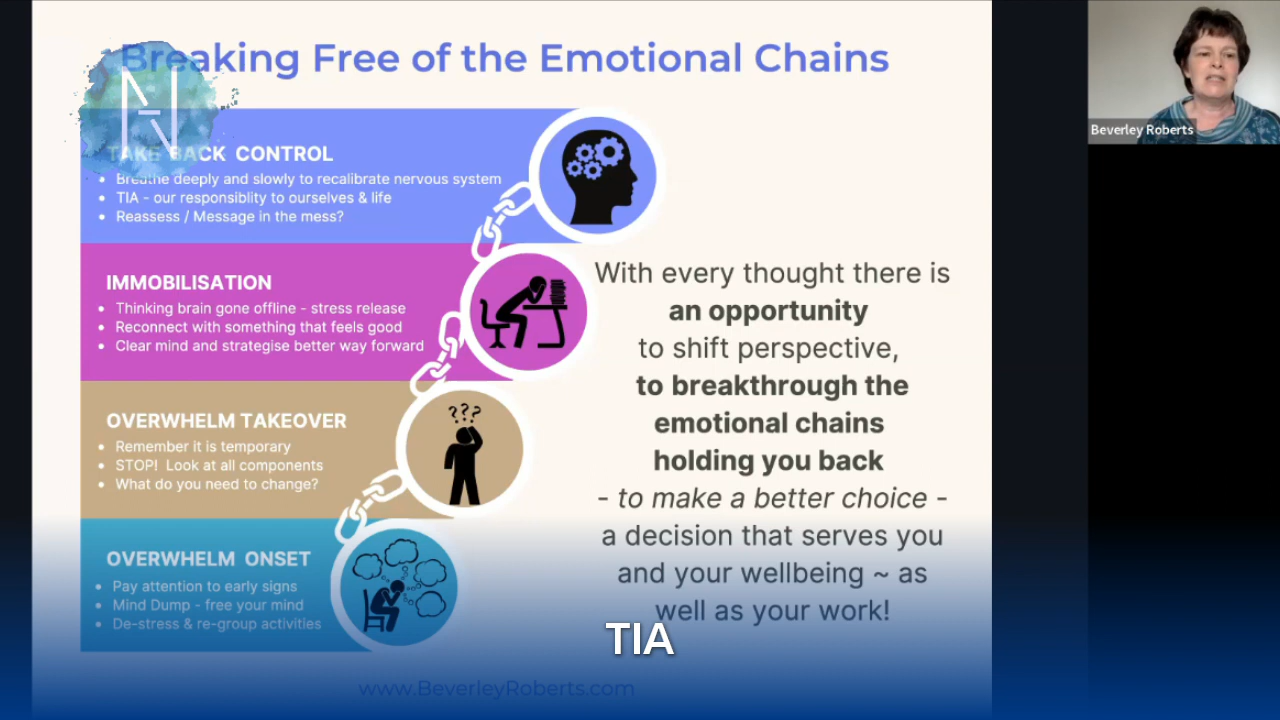 Breaking Free of the Emotional Chains
N
TAKE BACK CONTROL
• Breathe deeply and slowly to recalibrate nervous system
• TIA - our responsiblity to ourselves & life
• Reassess / Message in the mess?
IMMOBILISATION
• Thinking brain gone offline - stress release
• Reconnect with something that feels good
• Clear mind and strategise better way forward
OVERWHELM TAKEOVER
• Remember it is temporary
• STOP! Look at all components
• What do you need to change?
???
OVERWHELM ONSET
• Pay attention to early signs
• Mind Dump - free your mind
• De-stress & re-group activities
With every thought there is
an opportunity
to shift perspective,
to breakthrough the
emotional chains
holding you back
- to make a better choice -
a decision that serves you
and your wellbeing ~ as
well as your work!
TIA
www.BeverleyRoberts.com
Beverley Roberts